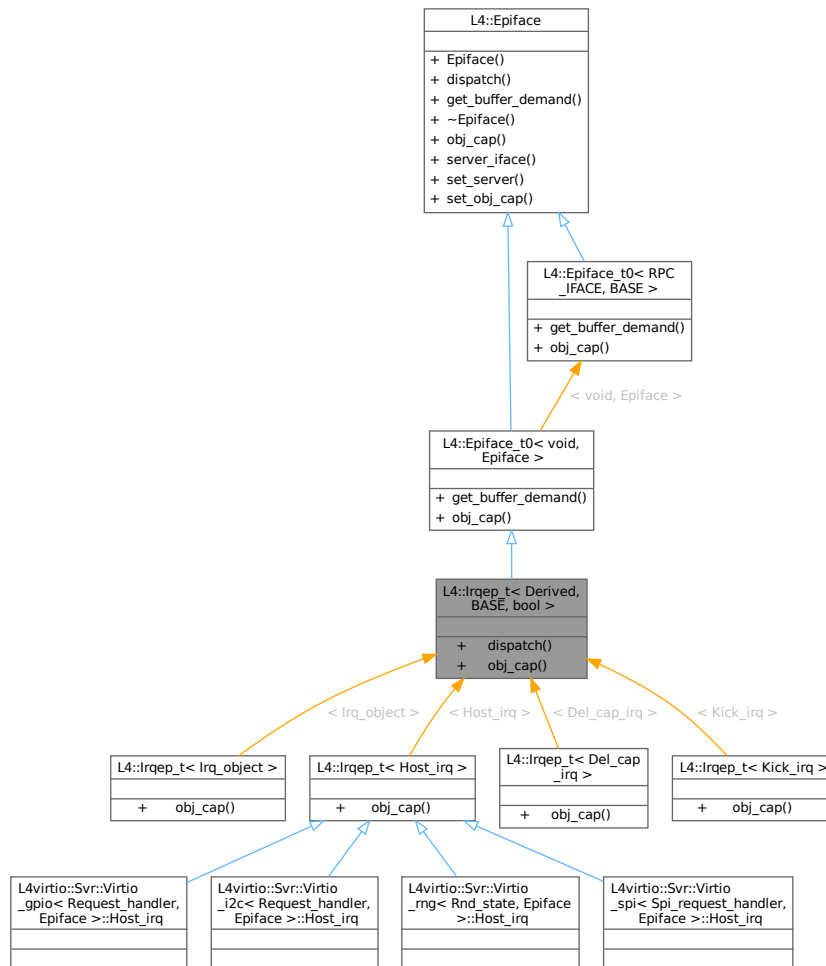 L4::Epiface
+ Epiface()
+ dispatch()
+ get_buffer_demand()
+ ~Epiface()
+ obj_cap()
+ server_iface()
+ set_server()
+ set_obj_cap()
L4::Epiface_t0< RPC
_IFACE, BASE >
+ get_buffer_demand()
+ obj_cap()
< void, Epiface >
L4::Epiface_t0< void,
Epiface >
+ get_buffer_demand()
+ obj_cap()
L4::Irqep_t< Derived,
BASE, bool >
+ dispatch()
+ obj_cap()
< Irq_object >
< Host_irq >
< Del_cap_irq >
< Kick_irq >
L4::Irqep_t< Irq_object >
+ obj_cap()
L4::Irqep_t< Host_irq >
+ obj_cap()
L4::Irqep_t< Del_cap
_irq >
+ obj_cap()
L4::Irqep_t< Kick_irq >
+ obj_cap()
L4virtio::Svr::Virtio
_gpio< Request_handler,
Epiface >::Host_irq
L4virtio::Svr::Virtio
_i2c< Request_handler,
Epiface >::Host_irq
L4virtio::Svr::Virtio
_rng< Rnd_state, Epiface
>::Host_irq
L4virtio::Svr::Virtio
_spi< Spi_request_handler,
Epiface >::Host_irq